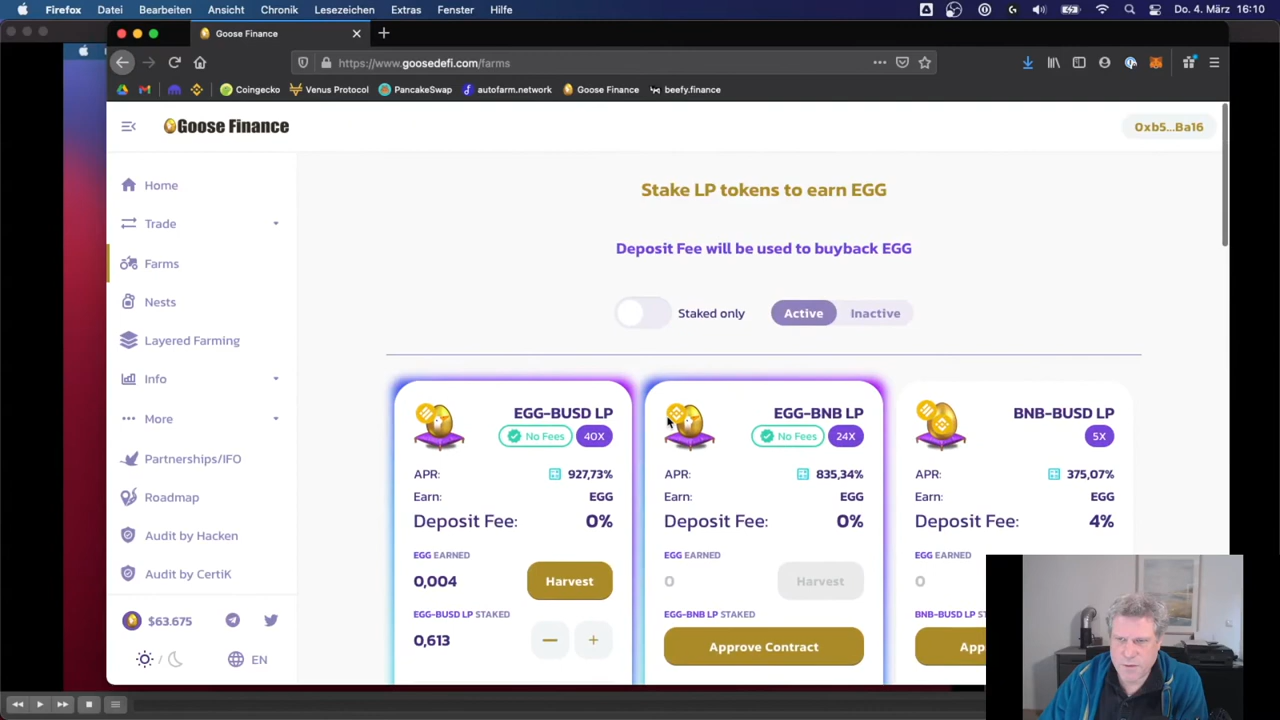 Firefox Datei Bearbeiten Ansicht Chronik Lesezeichen Extras Fenster Hilfe Do. 4. März 16:10
Goose Finance
https://www.goosedefi.com/farms
Coingecko Venus Protocol PancakeSwap autofarm.network Goose Finance beefy.finance
Goose Finance 0xb5...Ba16
Home
Trade
Farms
Nests
Layered Farming
Info
More
Partnerships/IFO
Roadmap
Audit by Hacken
Audit by CertiK
$63.675
EN
Stake LP tokens to earn EGG
Deposit Fee will be used to buyback EGG
Staked only Active Inactive
EGG-BUSD LP
No Fees 40X
APR: 927,73%
Earn: EGG
Deposit Fee: 0%
EGG EARNED
0,004 Harvest
EGG-BUSD LP STAKED
0,613 — +
EGG-BNB LP
No Fees 24X
APR: 835,34%
Earn: EGG
Deposit Fee: 0%
EGG EARNED
0 Harvest
EGG-BNB LP STAKED
Approve Contract
BNB-BUSD LP
5X
APR: 375,07%
Earn: EGG
Deposit Fee: 4%
EGG EARNED
0
BNB-BUSD LP